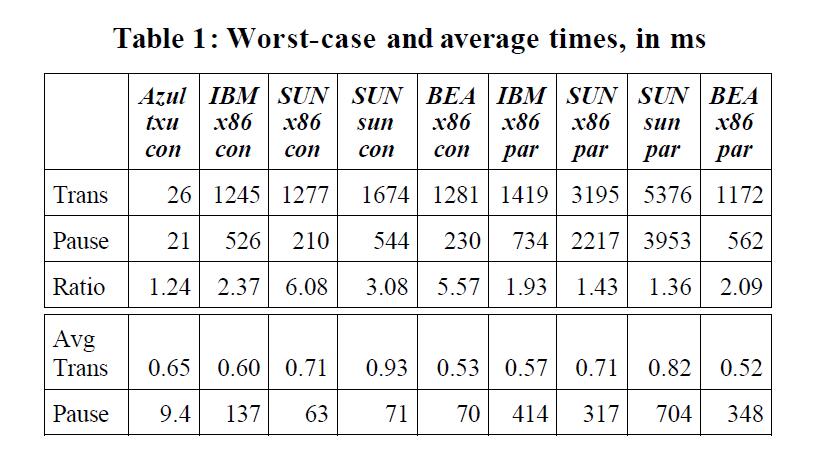 Table 1: Worst-case and average times, in ms
Azul IBM SUN SUN BEA IBM SUN SUN BEA
txu x86 x86 sun x86 x86 x86 sun x86
con con con con con par par par par
Trans 26 1245 1277 1674 1281 1419 3195 5376 1172
Pause 21 526 210 544 230 734 2217 3953 562
Ratio 1.24 2.37 6.08 3.08 5.57 1.93 1.43 1.36 2.09
Avg
Trans 0.65 0.60 0.71 0.93 0.53 0.57 0.71 0.82 0.52
Pause 9.4 137 63 71 70 414 317 704 348